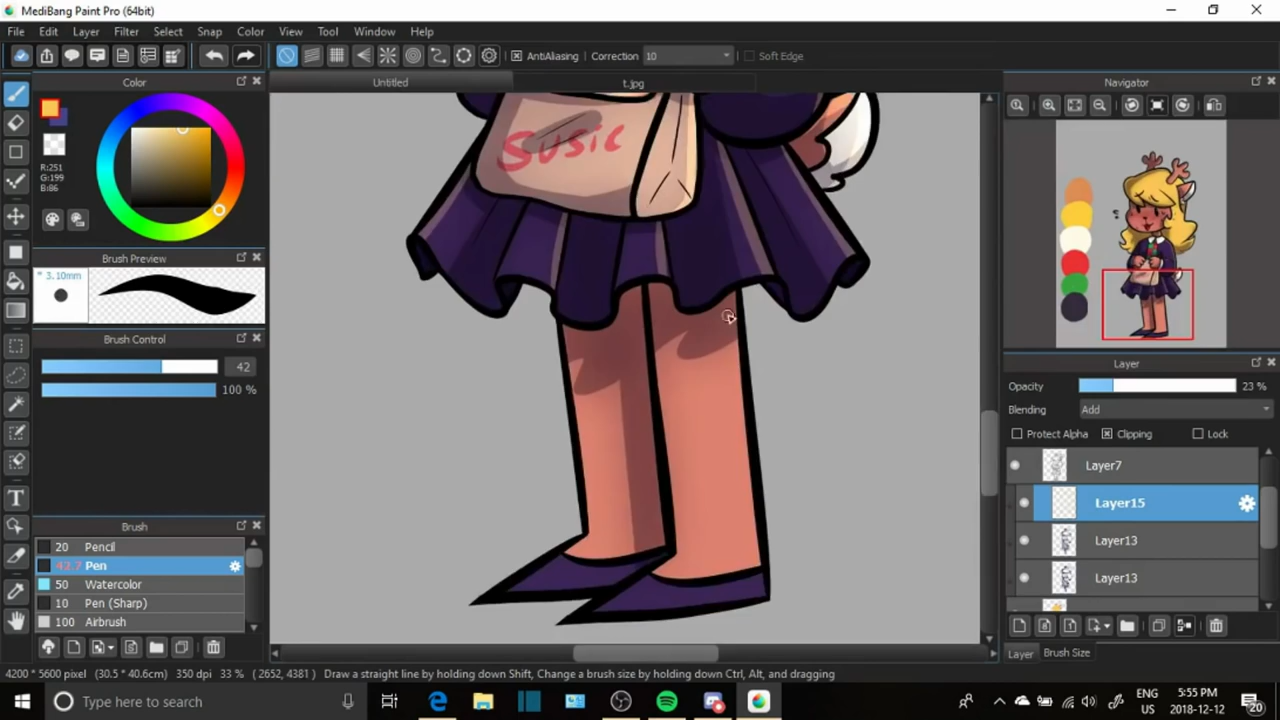 MediBang Paint Pro (64bit)
File Edit Layer Filter Select Snap Color View Tool Window Help
AntiAliasing Correction 10 Soft Edge
Color
Untitled
t.jpg
Navigator
R:251
G:199
B:86
Brush Preview
3.10mm
Brush Control
42
100 %
Susie
Layer
Opacity 23 %
Blending Add
Protect Alpha Clipping Lock
Layer7
Layer15
Layer13
Layer13
Brush
20 Pencil
42.7 Pen
50 Watercolor
10 Pen (Sharp)
100 Airbrush
Layer Brush Size
4200 * 5600 pixel (30.5 * 40.6cm) 350 dpi 33 % (2652, 4381) Draw a straight line by holding down Shift, Change a brush size by holding down Ctrl, Alt, and dragging
Type here to search
ENG
US
5:55 PM
2018-12-12
20